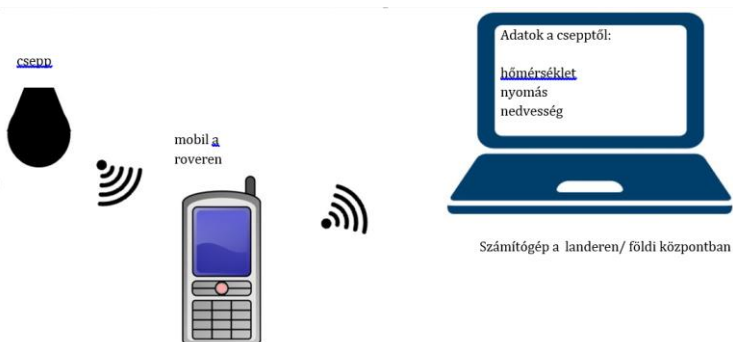 csepp
mobil a
roveren
Adatok a csepptől:
hőmérséklet
nyomás
nedvesség
Számítógép a landeren/ földi központban